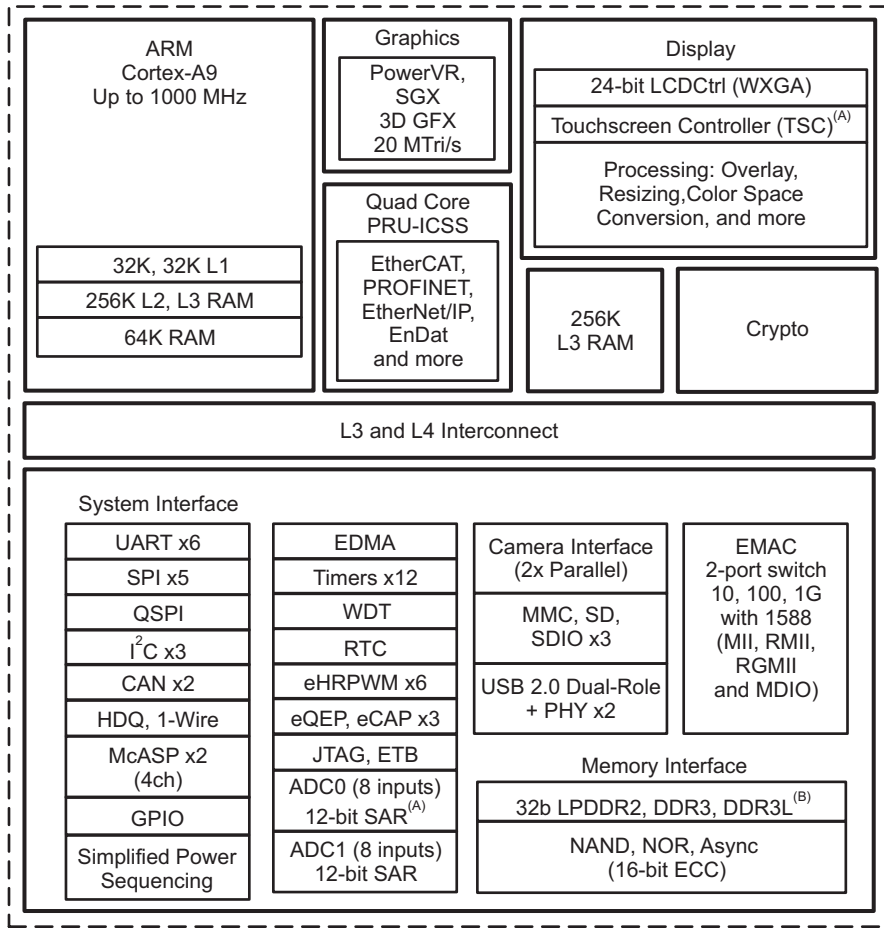 ARM
Cortex-A9
Up to 1000 MHz
32K, 32K L1
256K L2, L3 RAM
64K RAM
Graphics
PowerVR,
SGX
3D GFX
20 MTri/s
Quad Core
PRU-ICSS
EtherCAT,
PROFINET,
EtherNet/IP,
EnDat
and more
Display
24-bit LCDCtrl (WXGA)
Touchscreen Controller (TSC)(A)
Processing: Overlay,
Resizing,Color Space
Conversion, and more
256K
L3 RAM
Crypto
L3 and L4 Interconnect
System Interface
UART x6
SPI x5
QSPI
I2C x3
CAN x2
HDQ, 1-Wire
McASP x2
(4ch)
GPIO
Simplified Power
Sequencing
EDMA
Timers x12
WDT
RTC
eHRPWM x6
eQEP, eCAP x3
JTAG, ETB
ADC0 (8 inputs)
12-bit SAR(A)
ADC1 (8 inputs)
12-bit SAR
Camera Interface
(2x Parallel)
MMC, SD,
SDIO x3
USB 2.0 Dual-Role
+ PHY x2
EMAC
2-port switch
10, 100, 1G
with 1588
(MII, RMII,
RGMII
and MDIO)
Memory Interface
32b LPDDR2, DDR3, DDR3L(B)
NAND, NOR, Async
(16-bit ECC)